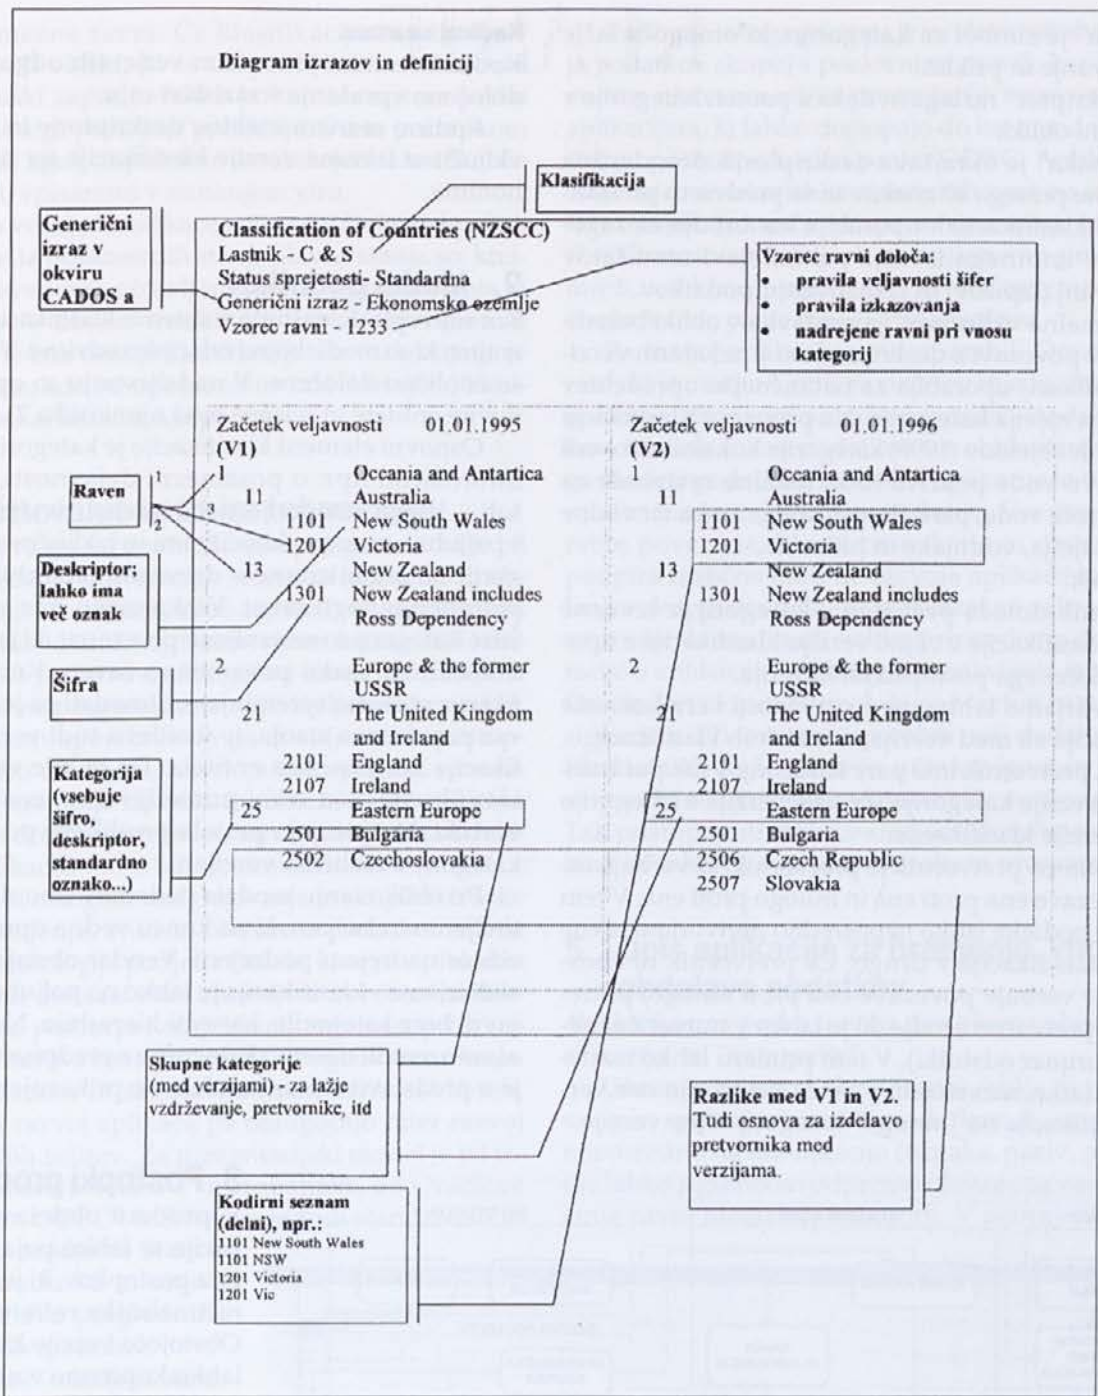 Diagram izrazov in definicij
Klasifikacija
Generični
izraz v
okviru
CADOS a
Classification of Countries (NZSCC)
Lastnik - C & S
Status sprejetosti- Standardna
Generični izraz - Ekonomsko ozemlje
Vzorec ravni - 1233
Vzorec ravni določa:
• pravila veljavnosti šifer
• pravila združevanja
• uadrejene ravni pri vnosu
kategorij
Začetek veljavnosti 01.01.1995
(V1)
1 Oceania and Antartica
11 Australia
1101 New South Wales
1201 Victoria
13 New Zealand
1301 New Zealand includes
Ross Dependency
2 Europe & the former
USSR
21 The United Kingdom
and Ireland
2101 England
2107 Ireland
25 Eastern Europe
2501 Bulgaria
2502 Czechoslovakia
Začetek veljavnosti 01.01.1996
(V2)
1 Oceania and Antartica
11 Australia
1101 New South Wales
1201 Victoria
13 New Zealand
1301 New Zealand includes
Ross Dependency
2 Europe & the former
USSR
21 The United Kingdom
and Ireland
2101 England
2107 Ireland
25 Eastern Europe
2501 Bulgaria
2506 Czech Republic
2507 Slovakia
Raven
1
2
3
2
Deskriptor;
lahko ima
več oznak
Šifra
Kategorija
(vsebuje
šifro,
deskriptor,
standardno
oznako...)
Skupne kategorije
(med verzijami) - za lažje
vzdrževanje, pretvornike, itd
Razlike med V1 in V2.
Tudi osnova za izdelavo
pretvornika med
verzijama.
Kodirni seznam
(delni), npr.:
1101 New South Wales
1101 NSW
1201 Victoria
1201 Vic